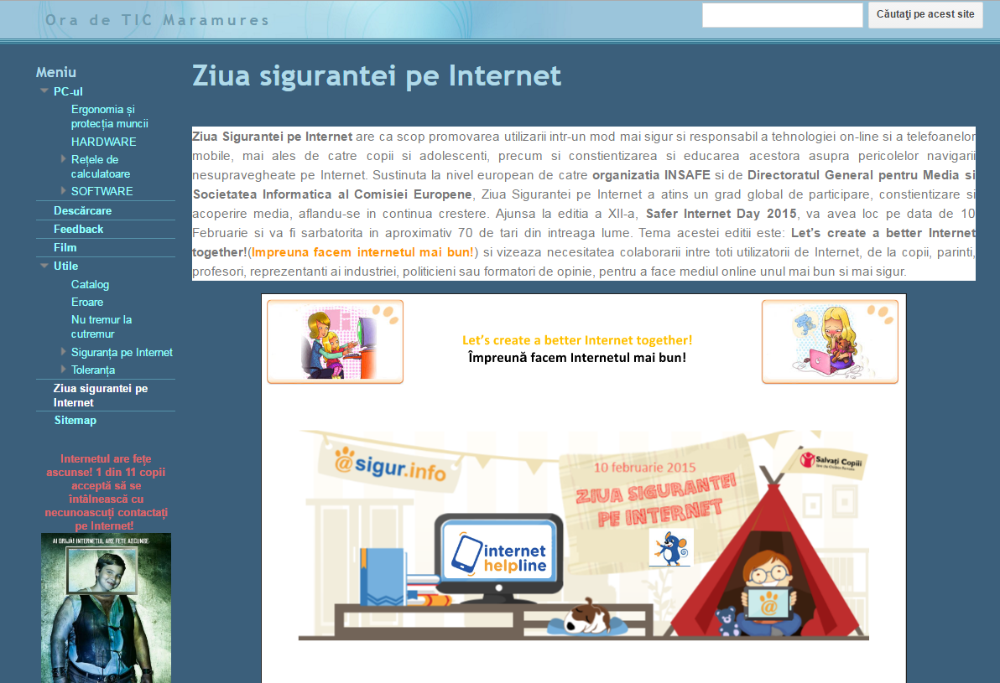 Ora de TIC Maramures
Căutaţi pe acest site
Meniu
PC-ul
Ergonomia și
protecția muncii
HARDWARE
Rețele de
calculatoare
SOFTWARE
Descărcare
Feedback
Film
Utile
Catalog
Eroare
Nu tremur la
cutremur
Siguranța pe Internet
Toleranța
Ziua sigurantei pe
Internet
Sitemap
Internetul are fețe
ascunse! 1 din 11 copii
acceptă să se
întâlnească cu
necunoascuți contactați
pe Internet!
AI GRIJĂ! INTERNETUL ARE FEȚE ASCUNSE.
Ziua sigurantei pe Internet
Ziua Sigurantei pe Internet are ca scop promovarea utilizarii intr-un mod mai sigur si responsabil a tehnologiei on-line si a telefoanelor
mobile, mai ales de catre copii si adolescenti, precum si constientizarea si educarea acestora asupra pericolelor navigarii
nesupravegheate pe Internet. Sustinuta la nivel european de catre organizatia INSAFE si de Directoratul General pentru Media si
Societatea Informatica al Comisiei Europene, Ziua Sigurantei pe Internet a atins un grad global de participare, constientizare si
acoperire media, aflandu-se in continua crestere. Ajunsa la editia a XII-a, Safer Internet Day 2015, va avea loc pe data de 10
Februarie si va fi sarbatorita in aproximativ 70 de tari din intreaga lume. Tema acestei editii este: Let's create a better Internet
together!(Impreuna facem internetul mai bun!) si vizeaza necesitatea colaborarii intre toti utilizatorii de Internet, de la copii, parinti,
profesori, reprezentanti ai industriei, politicieni sau formatori de opinie, pentru a face mediul online unul mai bun si mai sigur.
Let's create a better Internet together!
Împreună facem Internetul mai bun!
@sigur.info
10 februarie 2015
ZIUA SIGURANTEI
PE INTERNET
Salvați Copiii
internet
helpline
@